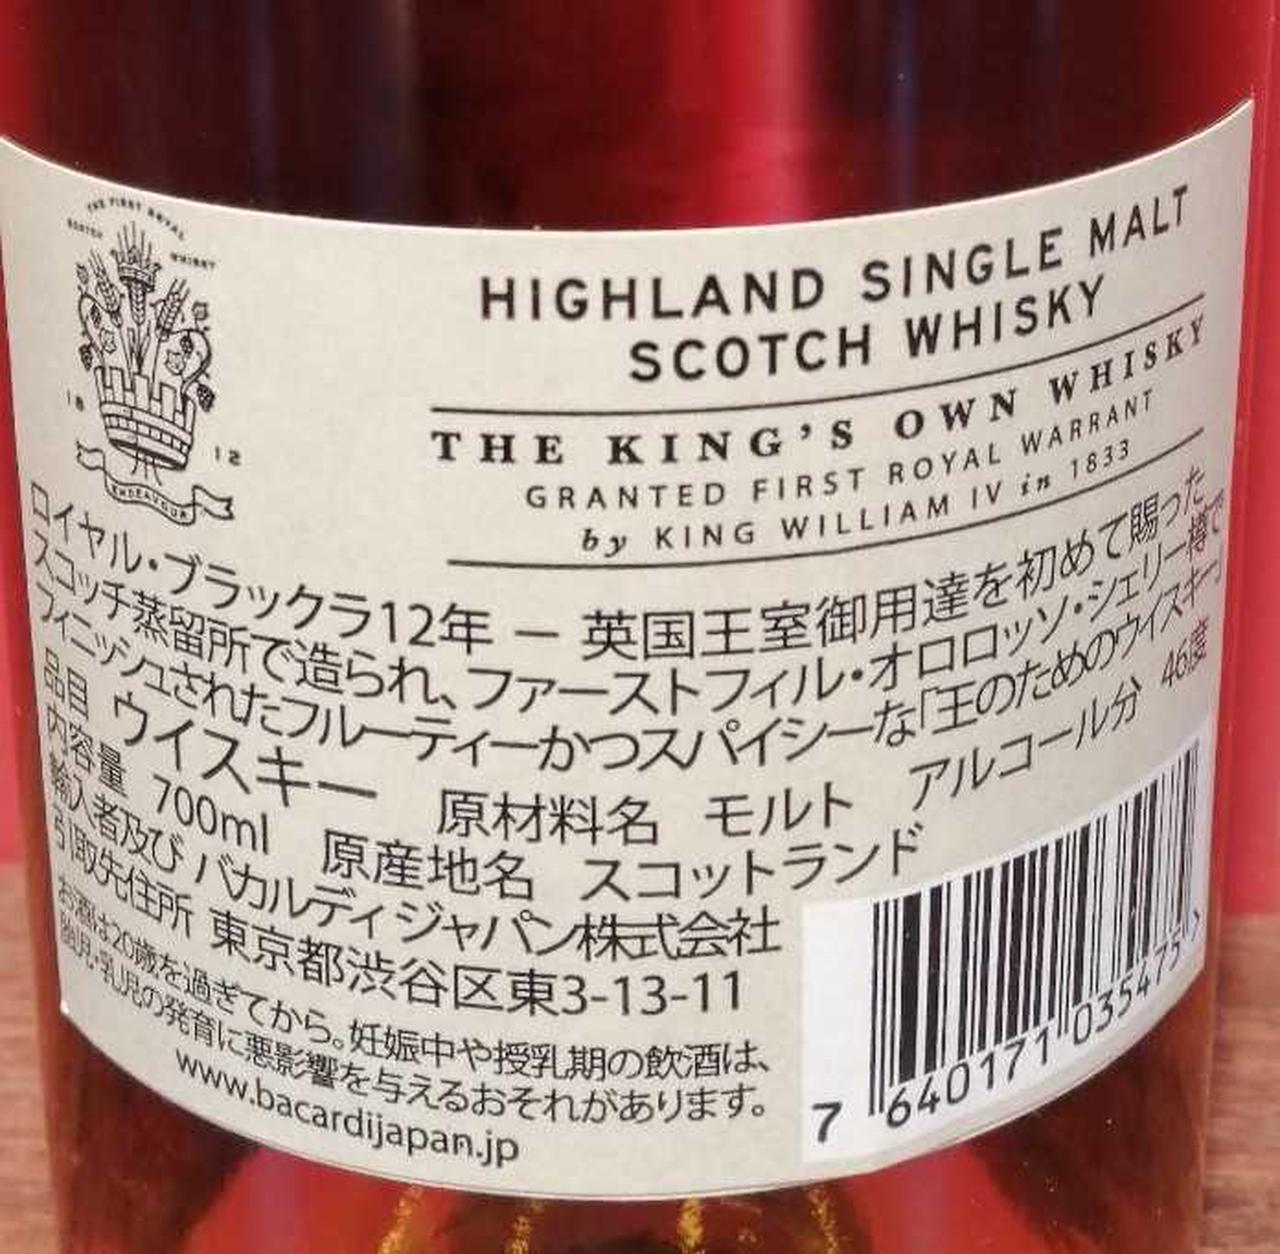 THE FIRST ROYAL
SCOTCH WHISKY
18 12
ENDEAVOUR
HIGHLAND SINGLE MALT
SCOTCH WHISKY
THE KING'S OWN WHISKY
GRANTED FIRST ROYAL WARRANT
by KING WILLIAM IV in 1833
ロイヤル・ブラックラ12年 ー 英国王室御用達を初めて賜った
スコッチ蒸留所で造られ、ファーストフィル・オロロッソ・シェリー樽で
フィニッシュされたフルーティーかつスパイシーな「王のためのウイスキー」
品目 ウイスキー 原材料名 モルト アルコール分 46度
内容量 700ml 原産地名 スコットランド
輸入者及び バカルディジャパン株式会社
引取先住所 東京都渋谷区東3-13-11
お酒は20歳を過ぎてから。妊娠中や授乳期の飲酒は、
胎児・乳児の発育に悪影響を与えるおそれがあります。
www.bacardijapan.jp
7 640171 035475 >